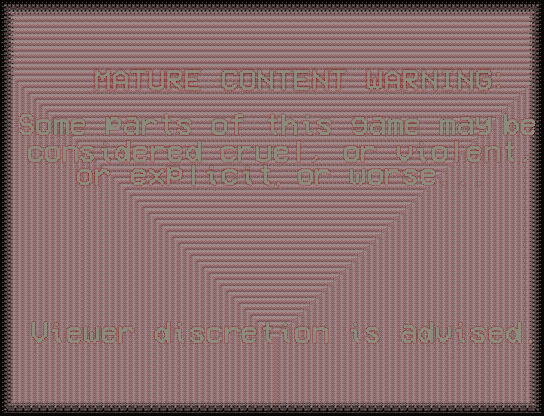 MATURE CONTENT WARNING:
Some parts of this game may be
considered cruel, or violent,
or explicit, or worse....
Viewer discretion is advised.